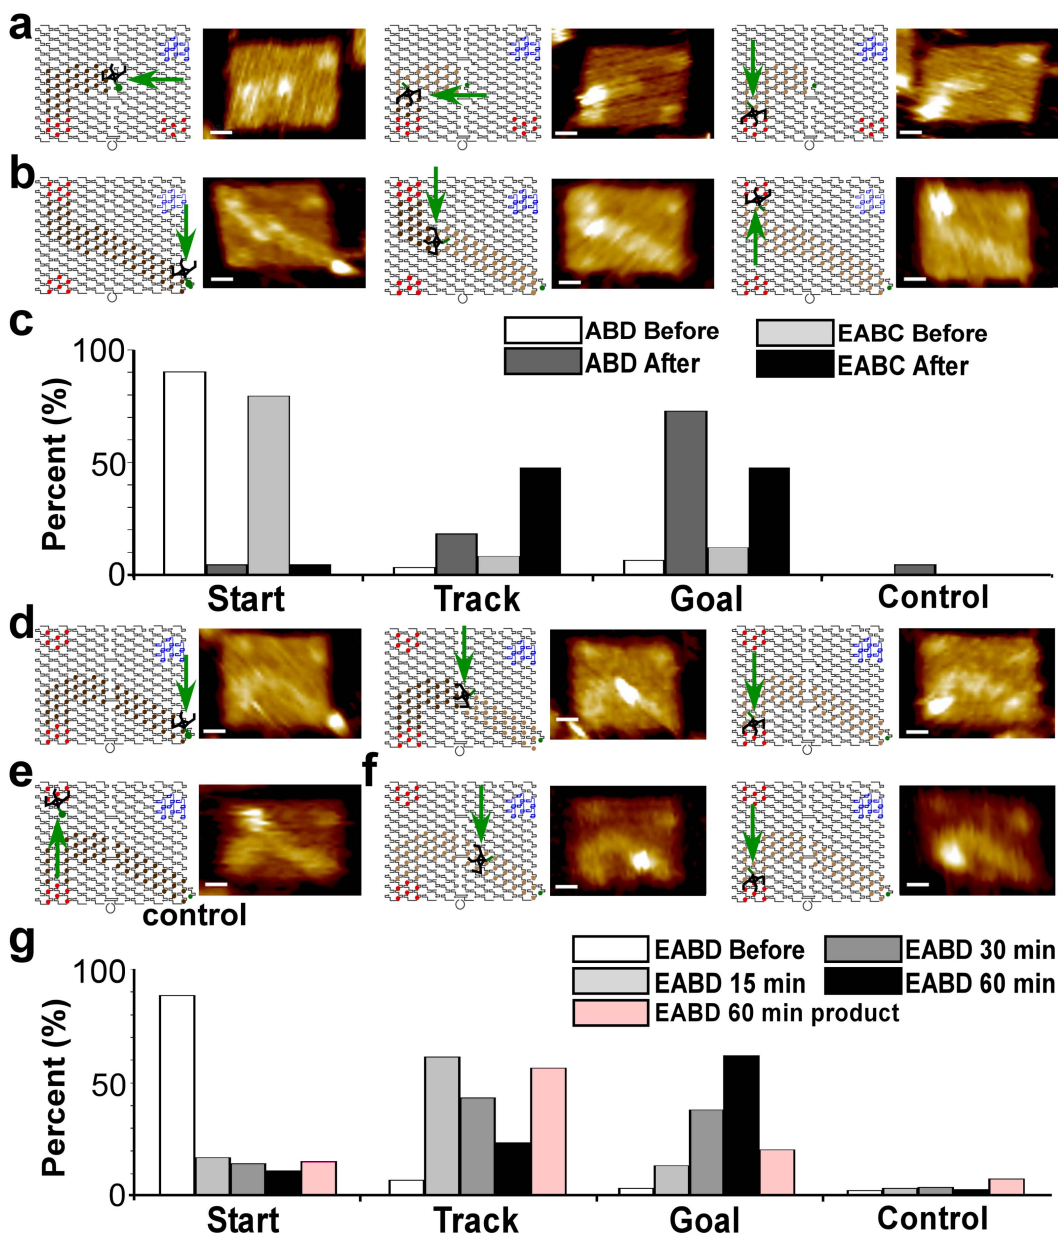 a
b
c
ABD Before
EABC Before
ABD After
EABC After
100
50
0
Percent (%)
Start Track Goal Control
d
e
f
control
g
EABD Before
EABD 30 min
EABD 15 min
EABD 60 min
EABD 60 min product
100
50
0
Percent (%)
Start Track Goal Control